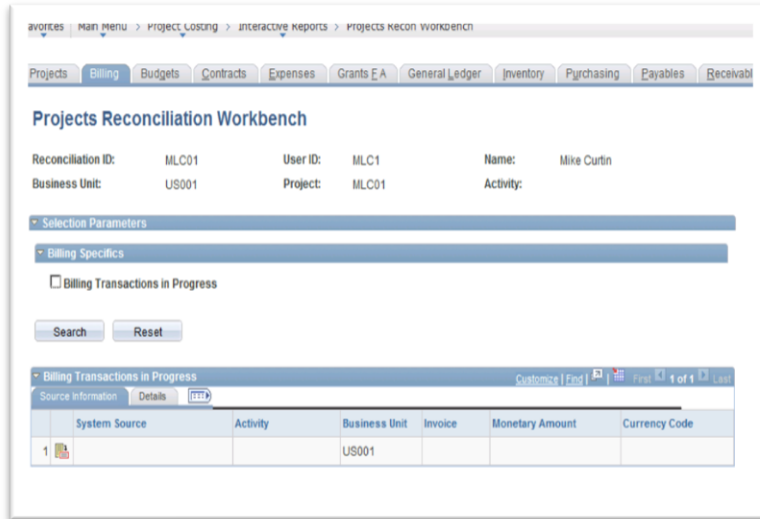 avorites Main Menu > Project Costing > Interactive Reports > Projects Recon Workbench
Projects Billing Budgets Contracts Expenses Grants F A General Ledger Inventory Purchasing Payables Receivabl
Projects Reconciliation Workbench
Reconciliation ID: MLC01 User ID: MLC1 Name: Mike Curtin
Business Unit: US001 Project: MLC01 Activity:
Selection Parameters
Billing Specifics
Billing Transactions in Progress
Search Reset
Billing Transactions in Progress Customize | Find | First 1 of 1 Last
Source Information Details
System Source Activity Business Unit Invoice Monetary Amount Currency Code
1 US001